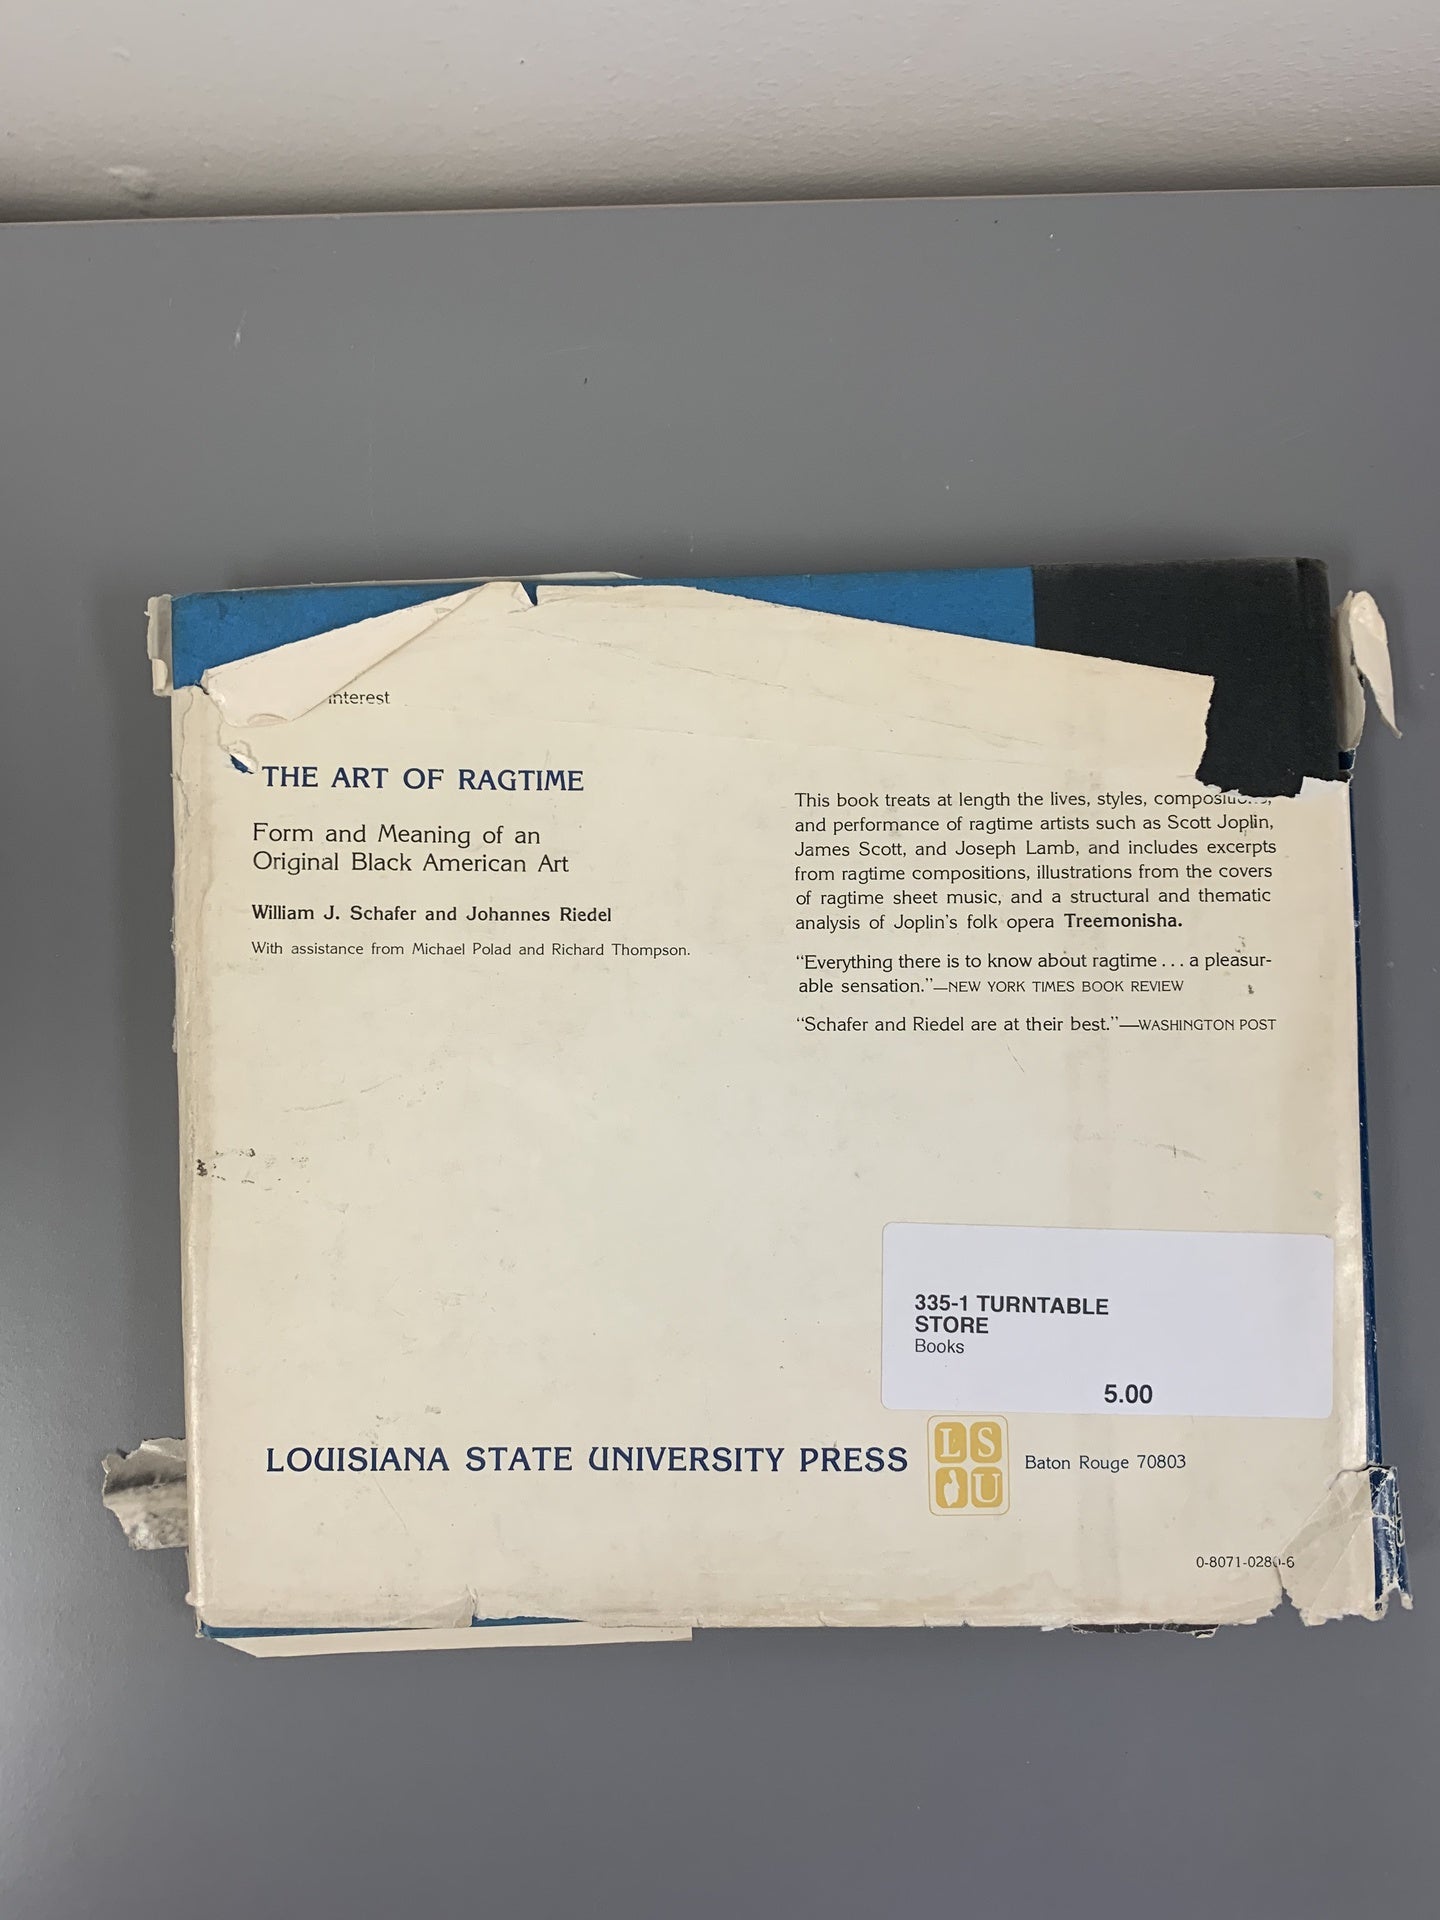 interest
THE ART OF RAGTIME
Form and Meaning of an
Original Black American Art
William J. Schafer and Johannes Riedel
With assistance from Michael Polad and Richard Thompson.
This book treats at length the lives, styles, compositions,
and performance of ragtime artists such as Scott Joplin,
James Scott, and Joseph Lamb, and includes excerpts
from ragtime compositions, illustrations from the covers
of ragtime sheet music, and a structural and thematic
analysis of Joplin's folk opera Treemonisha.
“Everything there is to know about ragtime . . . a pleasur-
able sensation.”—NEW YORK TIMES BOOK REVIEW
“Schafer and Riedel are at their best.”—WASHINGTON POST
335-1 TURNTABLE
STORE
Books
5.00
LOUISIANA STATE UNIVERSITY PRESS
L S
U
Baton Rouge 70803
0-8071-0280-6